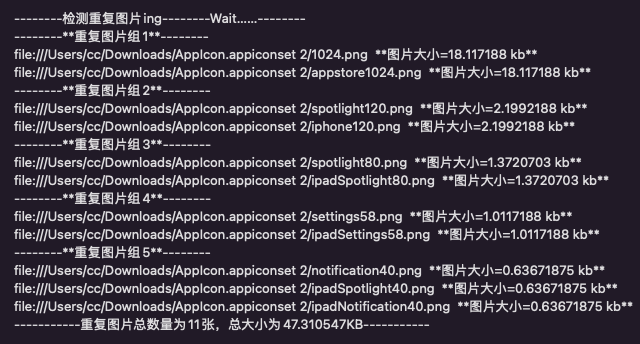 --------检测重复图片ing--------Wait……--------
--------**重复图片组1**--------
file:///Users/cc/Downloads/AppIcon.appiconset 2/1024.png  **图片大小=18.117188 kb**
file:///Users/cc/Downloads/AppIcon.appiconset 2/appstore1024.png  **图片大小=18.117188 kb**
--------**重复图片组2**--------
file:///Users/cc/Downloads/AppIcon.appiconset 2/spotlight120.png  **图片大小=2.1992188 kb**
file:///Users/cc/Downloads/AppIcon.appiconset 2/iphone120.png  **图片大小=2.1992188 kb**
--------**重复图片组3**--------
file:///Users/cc/Downloads/AppIcon.appiconset 2/spotlight80.png  **图片大小=1.3720703 kb**
file:///Users/cc/Downloads/AppIcon.appiconset 2/ipadSpotlight80.png  **图片大小=1.3720703 kb**
--------**重复图片组4**--------
file:///Users/cc/Downloads/AppIcon.appiconset 2/settings58.png  **图片大小=1.0117188 kb**
file:///Users/cc/Downloads/AppIcon.appiconset 2/ipadSettings58.png  **图片大小=1.0117188 kb**
--------**重复图片组5**--------
file:///Users/cc/Downloads/AppIcon.appiconset 2/notification40.png  **图片大小=0.63671875 kb**
file:///Users/cc/Downloads/AppIcon.appiconset 2/ipadSpotlight40.png  **图片大小=0.63671875 kb**
file:///Users/cc/Downloads/AppIcon.appiconset 2/ipadNotification40.png  **图片大小=0.63671875 kb**
-----------重复图片总数量为11张，总大小为47.310547KB-----------